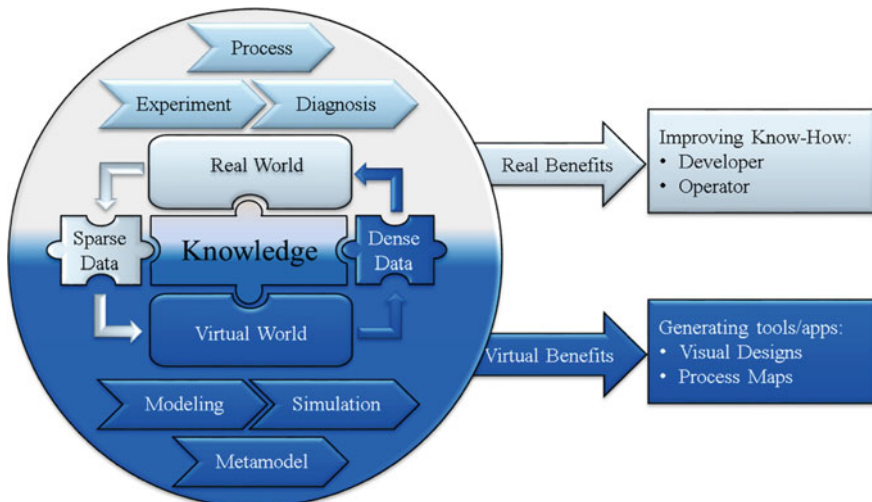 Process
Experiment
Diagnosis
Real World
Sparse
Data
Knowledge
Dense
Data
Virtual World
Modeling
Simulation
Metamodel
Real Benefits
Improving Know-How:
• Developer
• Operator
Virtual Benefits
Generating tools/apps:
• Visual Designs
• Process Maps